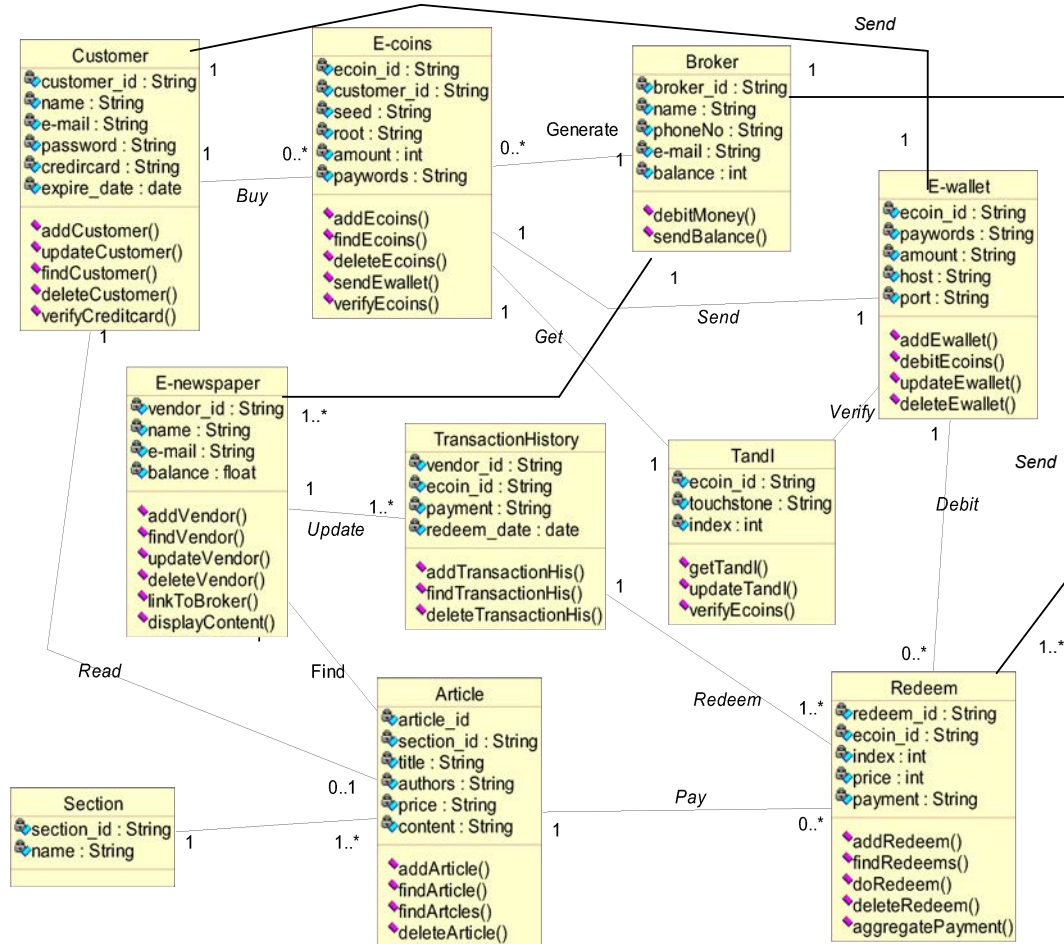 Send
Customer
customer_id : String
name : String
e-mail : String
password : String
credircard : String
expire_date : date
addCustomer()
updateCustomer()
findCustomer()
deleteCustomer()
verifyCreditcard()
1
1
1
Buy
0..*
E-coins
ecoin_id : String
customer_id : String
seed : String
root : String
amount : int
paywords : String
addEcoins()
findEcoins()
deleteEcoins()
sendEwallet()
verifyEcoins()
0..*
Generate
1
1
1
Broker
broker_id : String
name : String
phoneNo : String
e-mail : String
balance : int
debitMoney()
sendBalance()
1
1
1
E-wallet
ecoin_id : String
paywords : String
amount : String
host : String
port : String
addEwallet()
debitEcoins()
updateEwallet()
deleteEwallet()
Send
1
Get
Verify
1
1
Debit
Send
E-newspaper
vendor_id : String
name : String
e-mail : String
balance : float
addVendor()
findVendor()
updateVendor()
deleteVendor()
linkToBroker()
displayContent()
1..*
1
Update
1..*
TransactionHistory
vendor_id : String
ecoin_id : String
payment : String
redeem_date : date
addTransactionHis()
findTransactionHis()
deleteTransactionHis()
1
TandI
ecoin_id : String
touchstone : String
index : int
getTandI()
updateTandI()
verifyEcoins()
Read
Find
Redeem
1..*
0..*
1..*
Article
article_id
section_id : String
title : String
authors : String
price : String
content : String
addArticle()
findArticle()
findArtcles()
deleteArticle()
0..1
1..*
1
Pay
0..*
Redeem
redeem_id : String
ecoin_id : String
index : int
price : int
payment : String
addRedeem()
findRedeems()
doRedeem()
deleteRedeem()
aggregatePayment()
Section
section_id : String
name : String
1